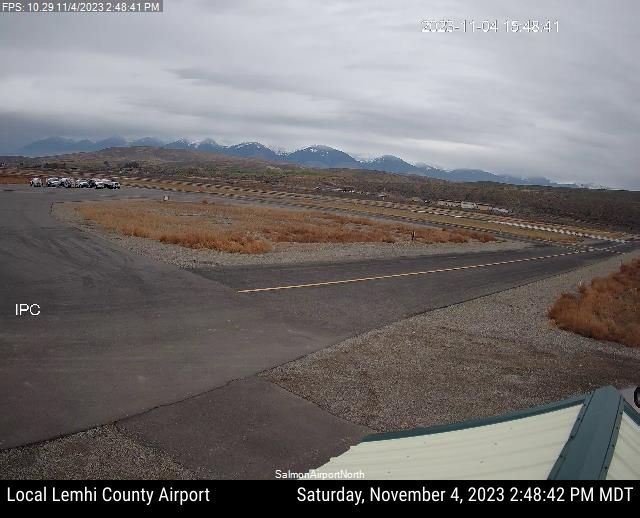 FPS: 10.29 11/4/2023 2:48:41 PM
2023-11-04 15:48:41
IPC
SalmonAirportNorth
Local Lemhi County Airport Saturday, November 4, 2023 2:48:42 PM MDT